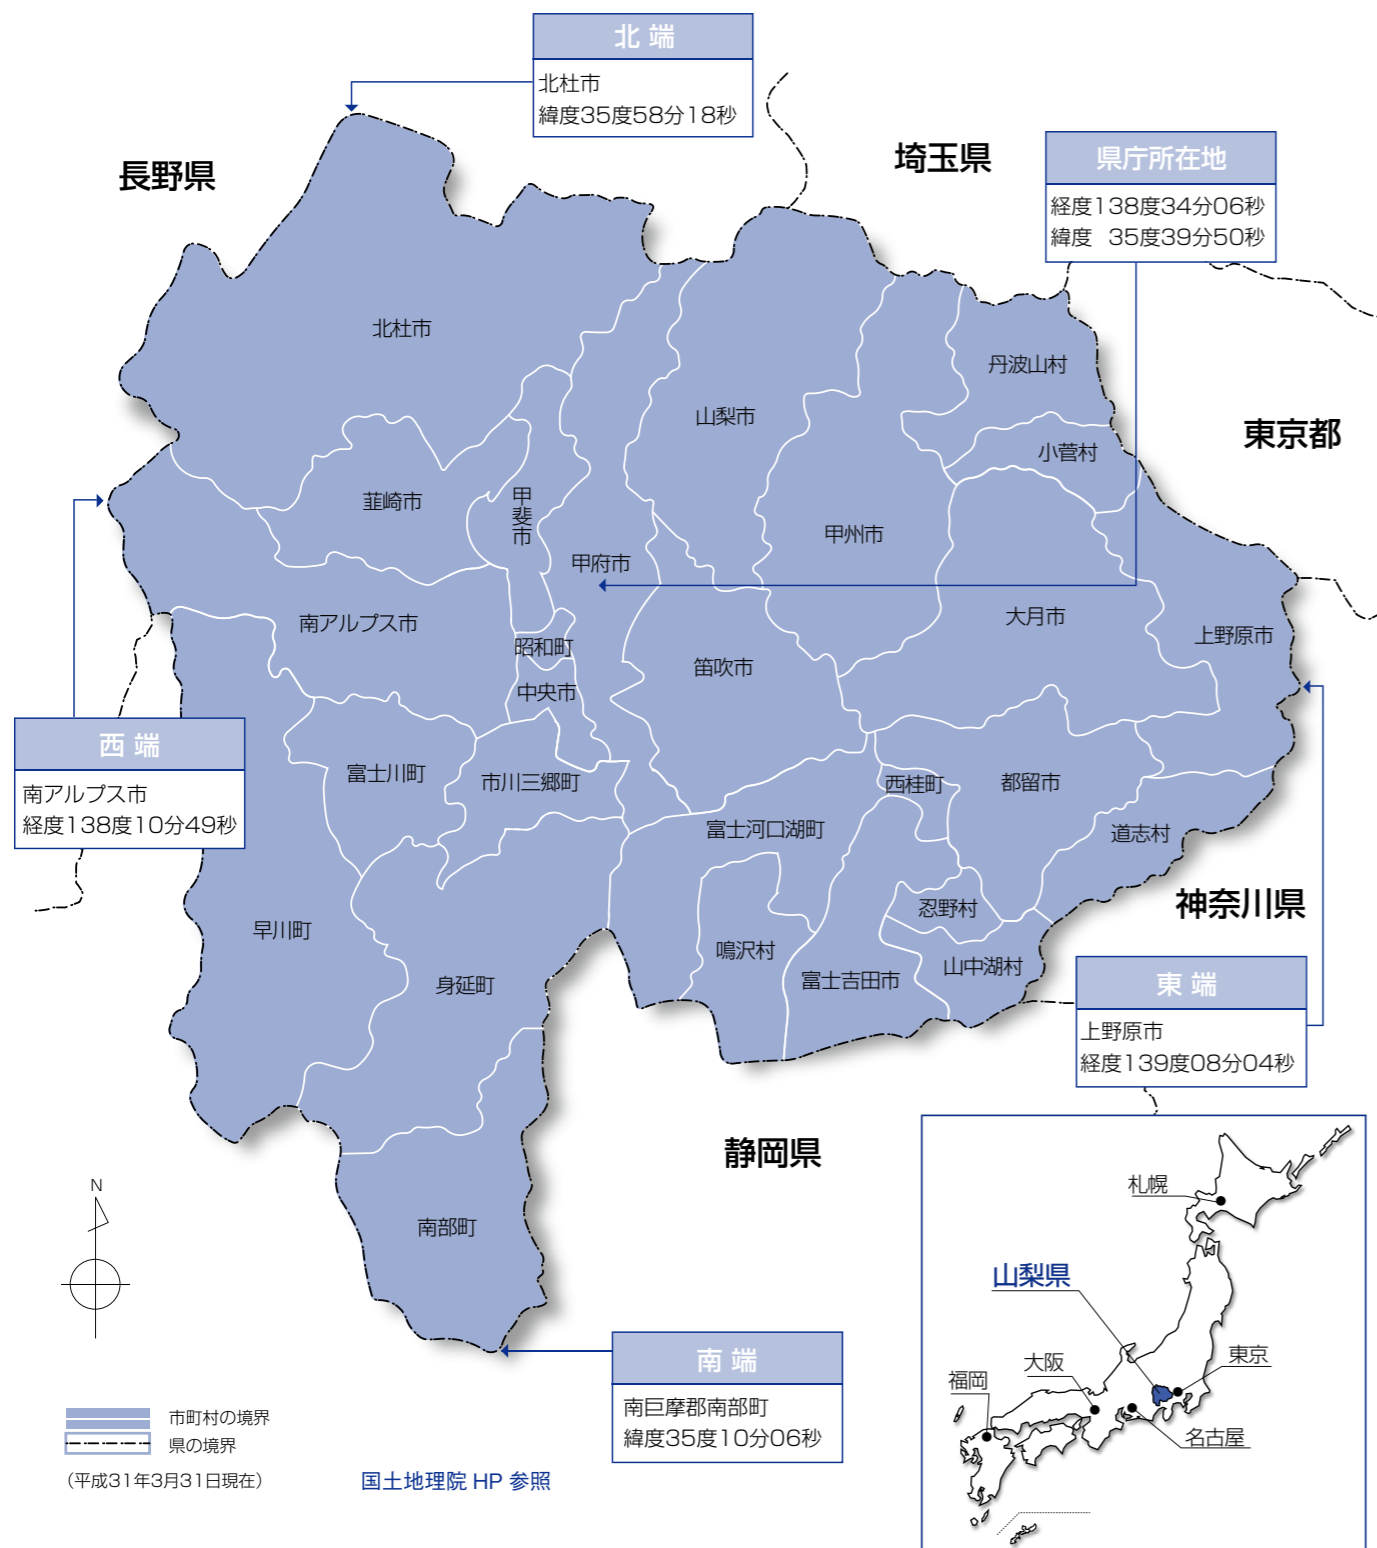 北 端
北杜市
緯度35度58分18秒
長野県
埼玉県
県庁所在地
経度138度34分06秒
緯度 35度39分50秒
北杜市
丹波山村
山梨市
東京都
小菅村
韮崎市
甲斐市
甲州市
甲府市
南アルプス市
大月市
上野原市
昭和町
笛吹市
中央市
西 端
南アルプス市
経度138度10分49秒
富士川町
市川三郷町
西桂町
都留市
富士河口湖町
道志村
神奈川県
忍野村
早川町
鳴沢村
山中湖村
富士吉田市
身延町
東 端
上野原市
経度139度08分04秒
静岡県
N
南部町
札幌
山梨県
東京
大阪
福岡
名古屋
南 端
南巨摩郡南部町
緯度35度10分06秒
市町村の境界
県の境界
(平成31年3月31日現在)
国土地理院 HP 参照